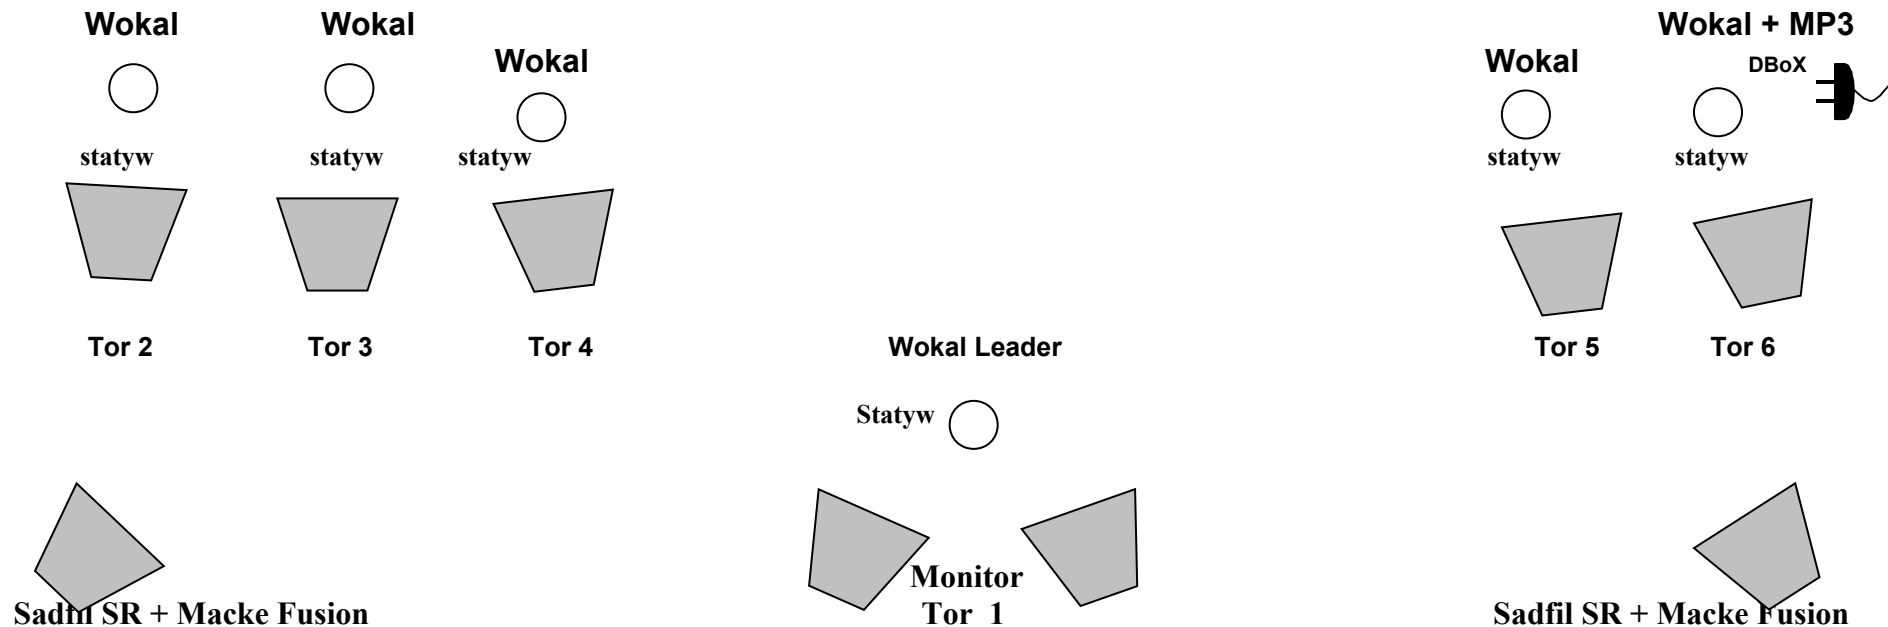 Wokal
Wokal
Wokal
Wokal
Wokal + MP3
DBoX
statyw
statyw
statyw
statyw
statyw
Tor 2
Tor 3
Tor 4
Wokal Leader
Tor 5
Tor 6
Statyw
Monitor
Tor 1
Sadfil SR + Macke Fusion
Sadfil SR + Macke Fusion